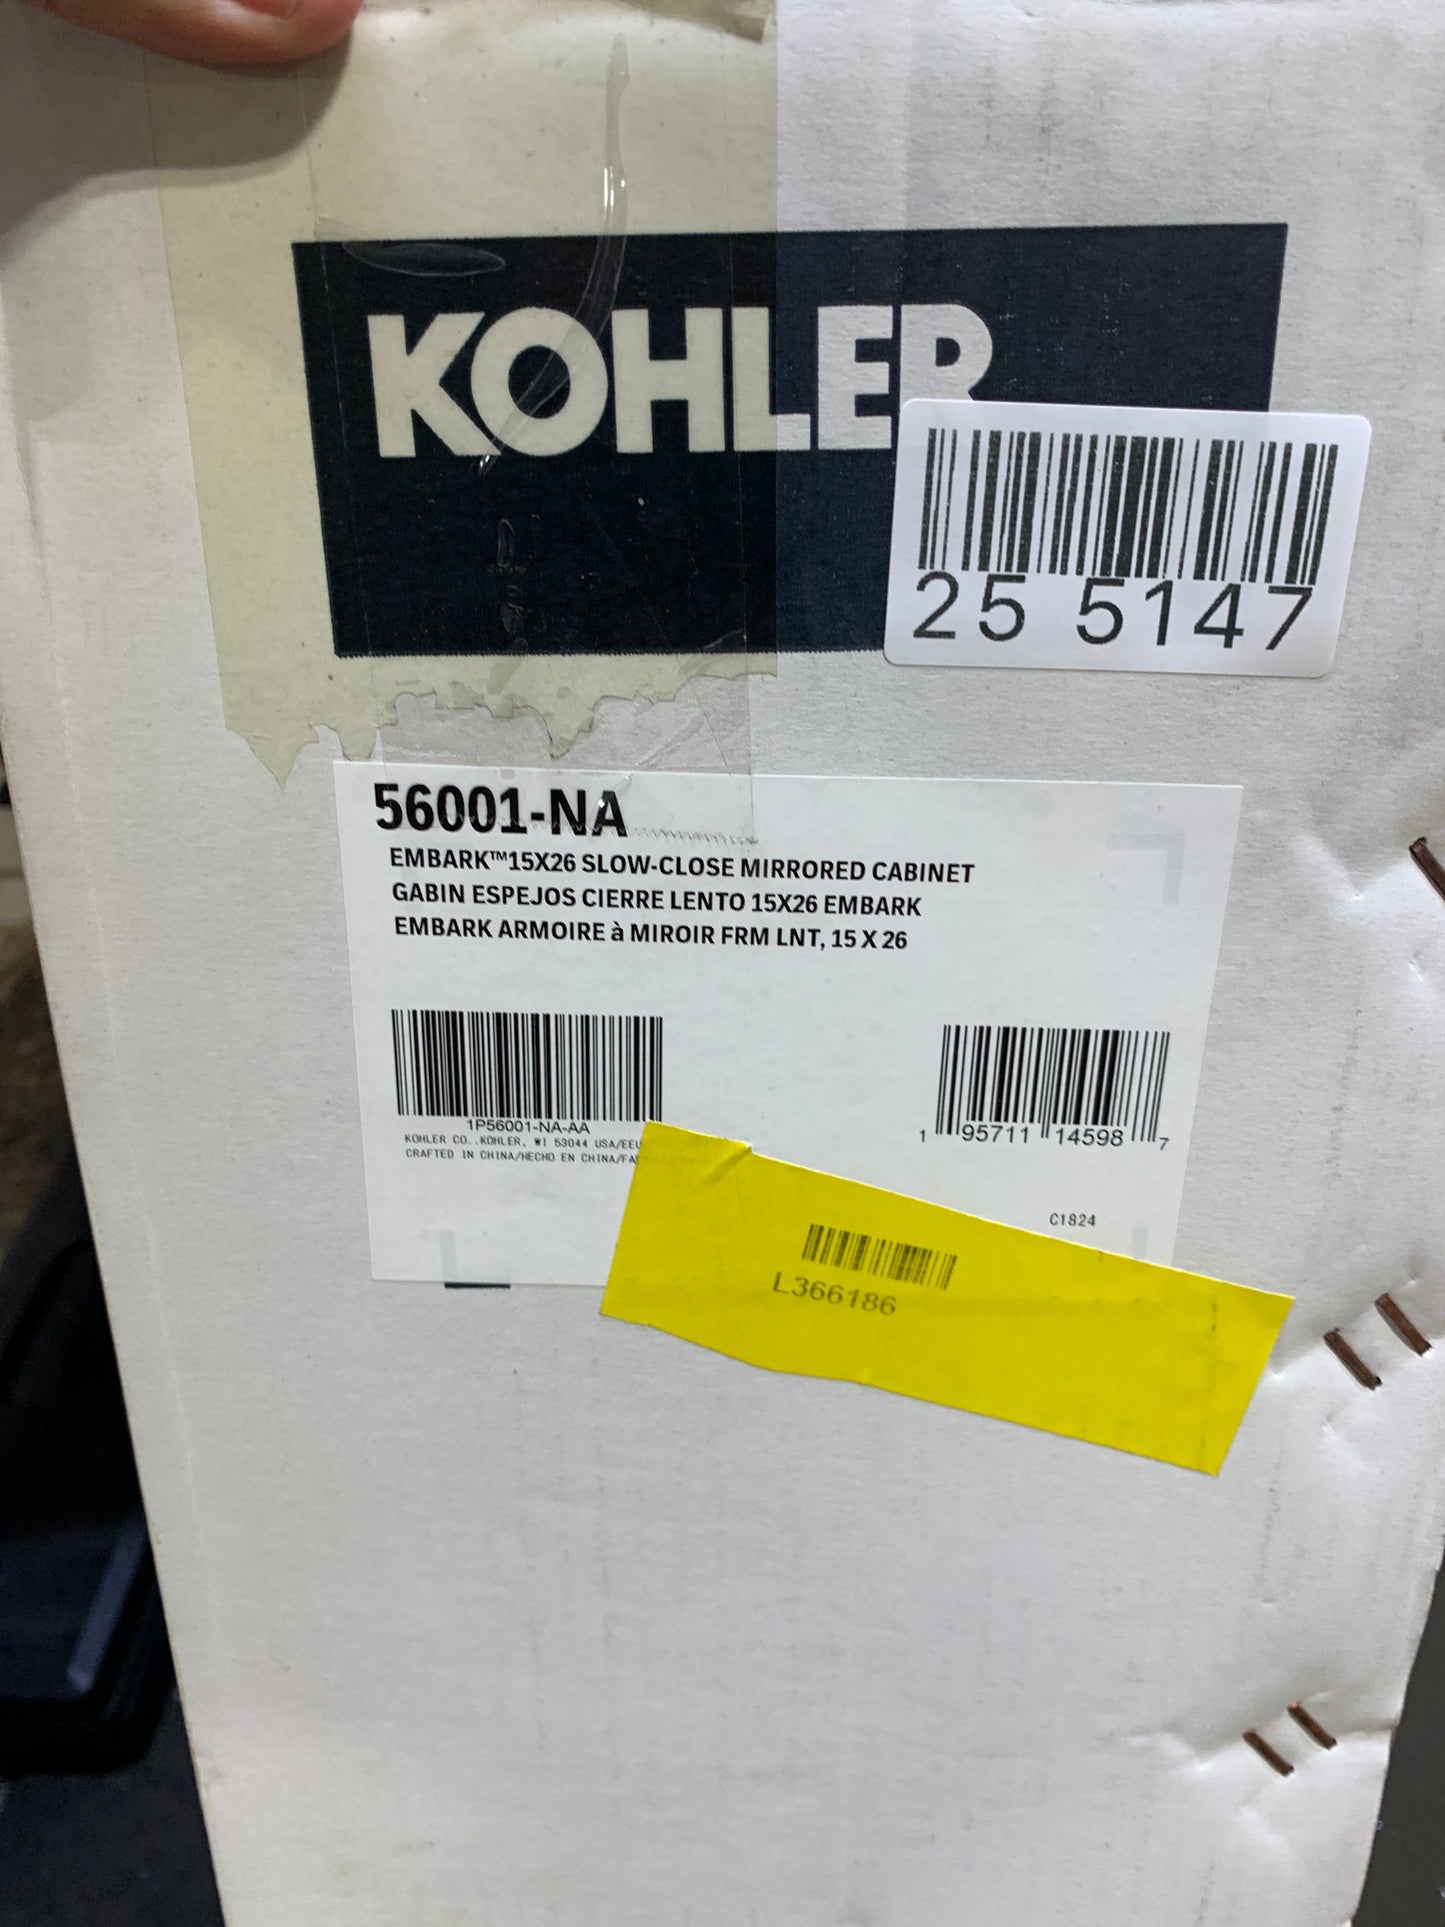 KOHLER
25 5147
56001-NA
EMBARK™15X26 SLOW-CLOSE MIRRORED CABINET
GABIN ESPEJOS CIERRE LENTO 15X26 EMBARK
EMBARK ARMOIRE à MIROIR FRM LNT, 15 X 26
1P56001-NA-AA
KOHLER CO.,KOHLER, WI 53044 USA/EEU
CRAFTED IN CHINA/HECHO EN CHINA/FA
1 95711 14598 7
C1824
L366186